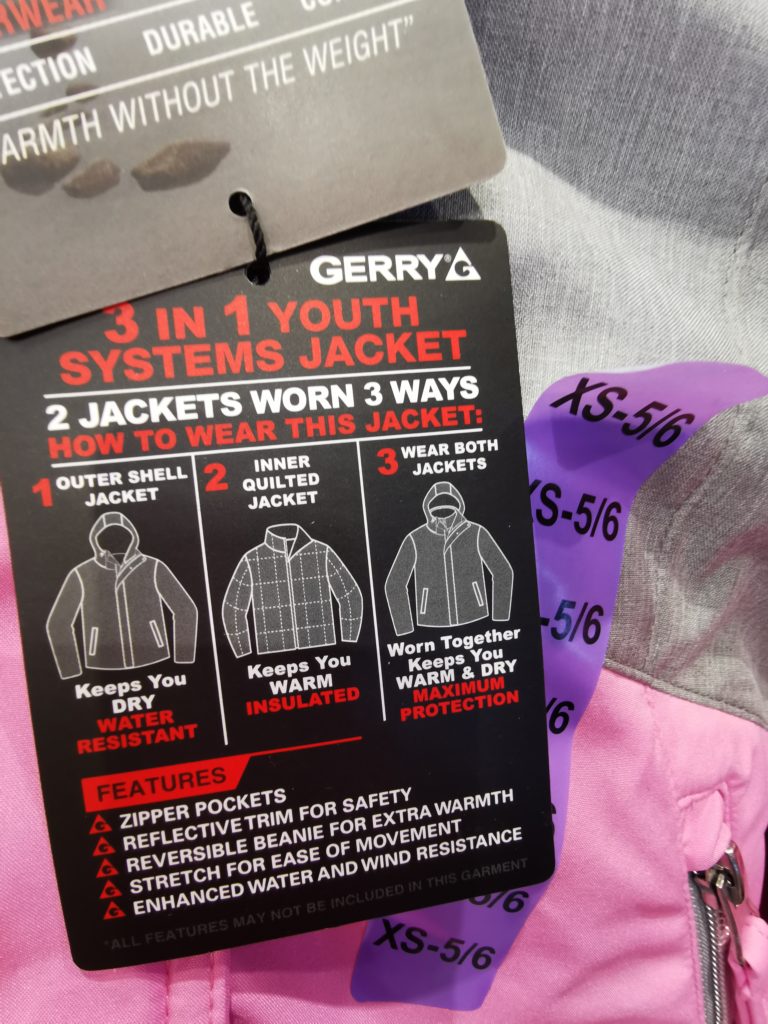 DURABLE
WARMTH WITHOUT THE WEIGHT"
GERRY®
3 IN 1 YOUTH
SYSTEMS JACKET
2 JACKETS WORN 3 WAYS
HOW TO WEAR THIS JACKET:
1 OUTER SHELL
JACKET
Keeps You
DRY
WATER
RESISTANT
2 INNER
QUILTED
JACKET
Keeps You
WARM
INSULATED
3 WEAR BOTH
JACKETS
Worn Together
Keeps You
WARM & DRY
MAXIMUM
PROTECTION
FEATURES
ZIPPER POCKETS
REFLECTIVE TRIM FOR SAFETY
REVERSIBLE BEANIE FOR EXTRA WARMTH
STRETCH FOR EASE OF MOVEMENT
ENHANCED WATER AND WIND RESISTANCE
*ALL FEATURES MAY NOT BE INCLUDED IN THIS GARMENT
XS-5/6
XS-5/6
-5/6
/6
5/6
XS-5/6